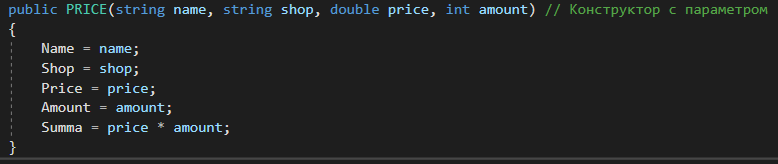 public PRICE(string name, string shop, double price, int amount) // Конструктор с параметром
{
Name = name;
Shop = shop;
Price = price;
Amount = amount;
Summa = price * amount;
}